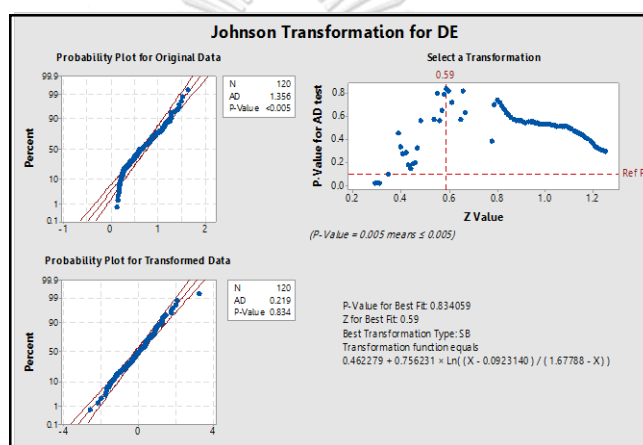 Johnson Transformation for DE
Probability Plot for Original Data
99.9
99
90
50
10
1
0.1
Percent
-1
0
1
2
N 120
AD 1.356
P-Value <0.005
Select a Transformation
0.59
0.8
0.6
0.4
0.2
0.0
P-Value for AD test
Ref P
0.2
0.4
0.6
0.8
1.0
1.2
Z Value
(P-Value = 0.005 means ≤ 0.005)
Probability Plot for Transformed Data
99.9
99
90
50
10
1
0.1
Percent
-4
0
4
N 120
AD 0.219
P-Value 0.834
P-Value for Best Fit: 0.834059
Z for Best Fit: 0.59
Best Transformation Type: SB
Transformation function equals
0.462279 + 0.756231 × Ln( ( X - 0.0923140 ) / ( 1.67788 - X ) )